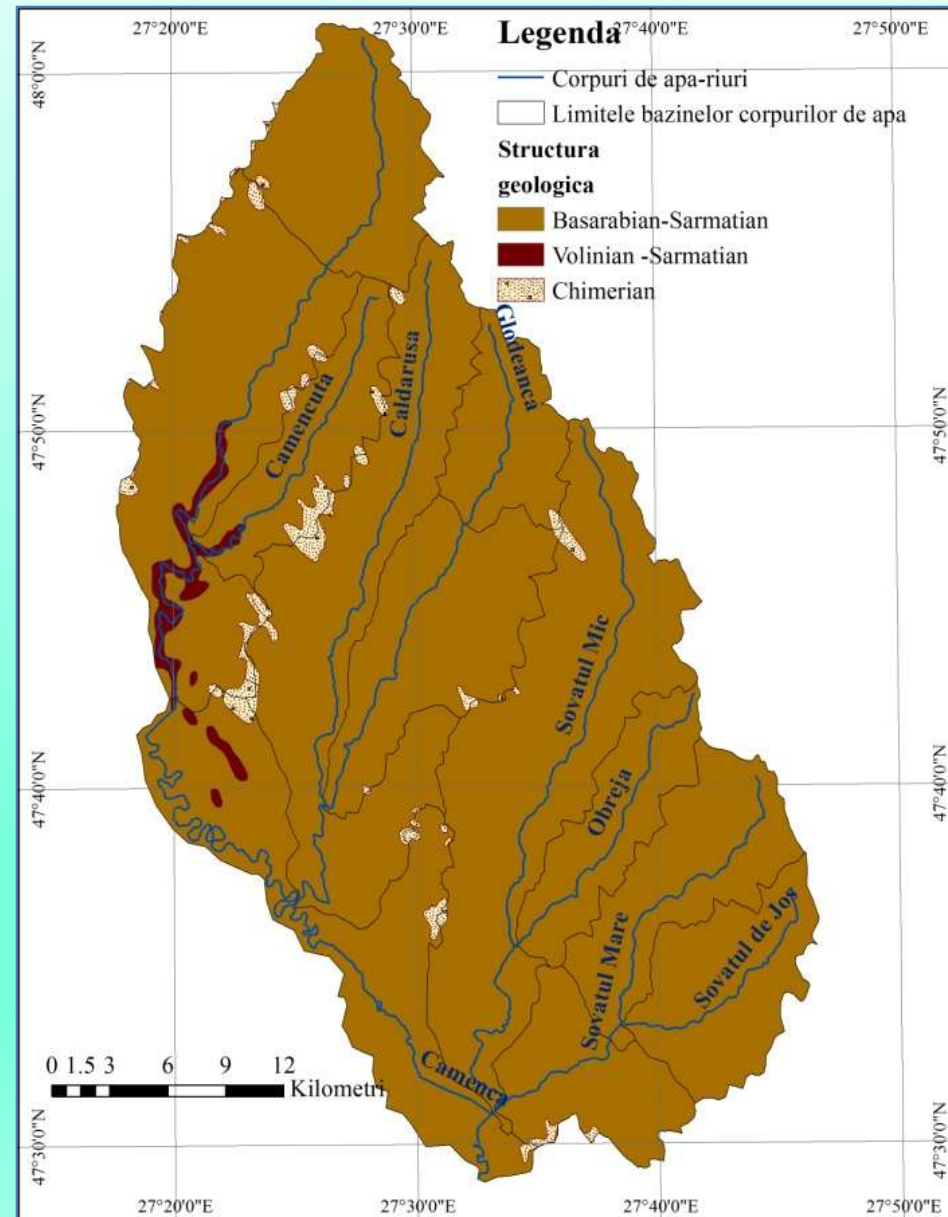 27°20'0"E
27°30'0"E
27°40'0"E
27°50'0"E
Legenda
Corpuri de apa-riuri
Limitele bazinelor corpurilor de apa
Structura
geologica
Basarabian-Sarmatian
Volinian -Sarmatian
Chimerian
48°0'0"N
48°0'0"N
47°50'0"N
47°50'0"N
47°40'0"N
47°40'0"N
47°30'0"N
47°30'0"N
Camencuta
Caldarusa
Glodeanca
Sovatul Mic
Obreja
Sovatul Mare
Sovatul de Jos
Camenca
0 1.5 3 6 9 12
Kilometri
27°20'0"E
27°30'0"E
27°40'0"E
27°50'0"E